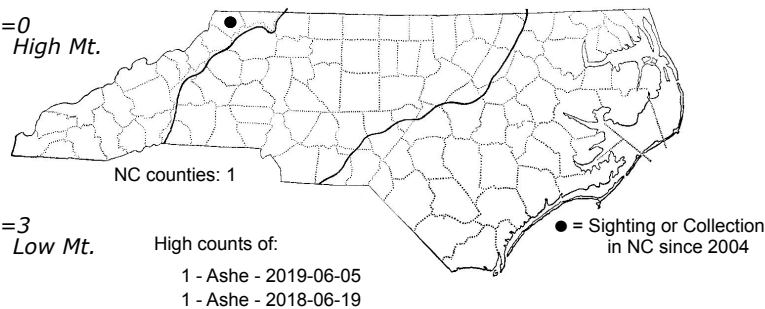 =0
High Mt.
NC counties: 1
=3
Low Mt.
High counts of:
1 - Ashe - 2019-06-05
1 - Ashe - 2018-06-19
● = Sighting or Collection
in NC since 2004